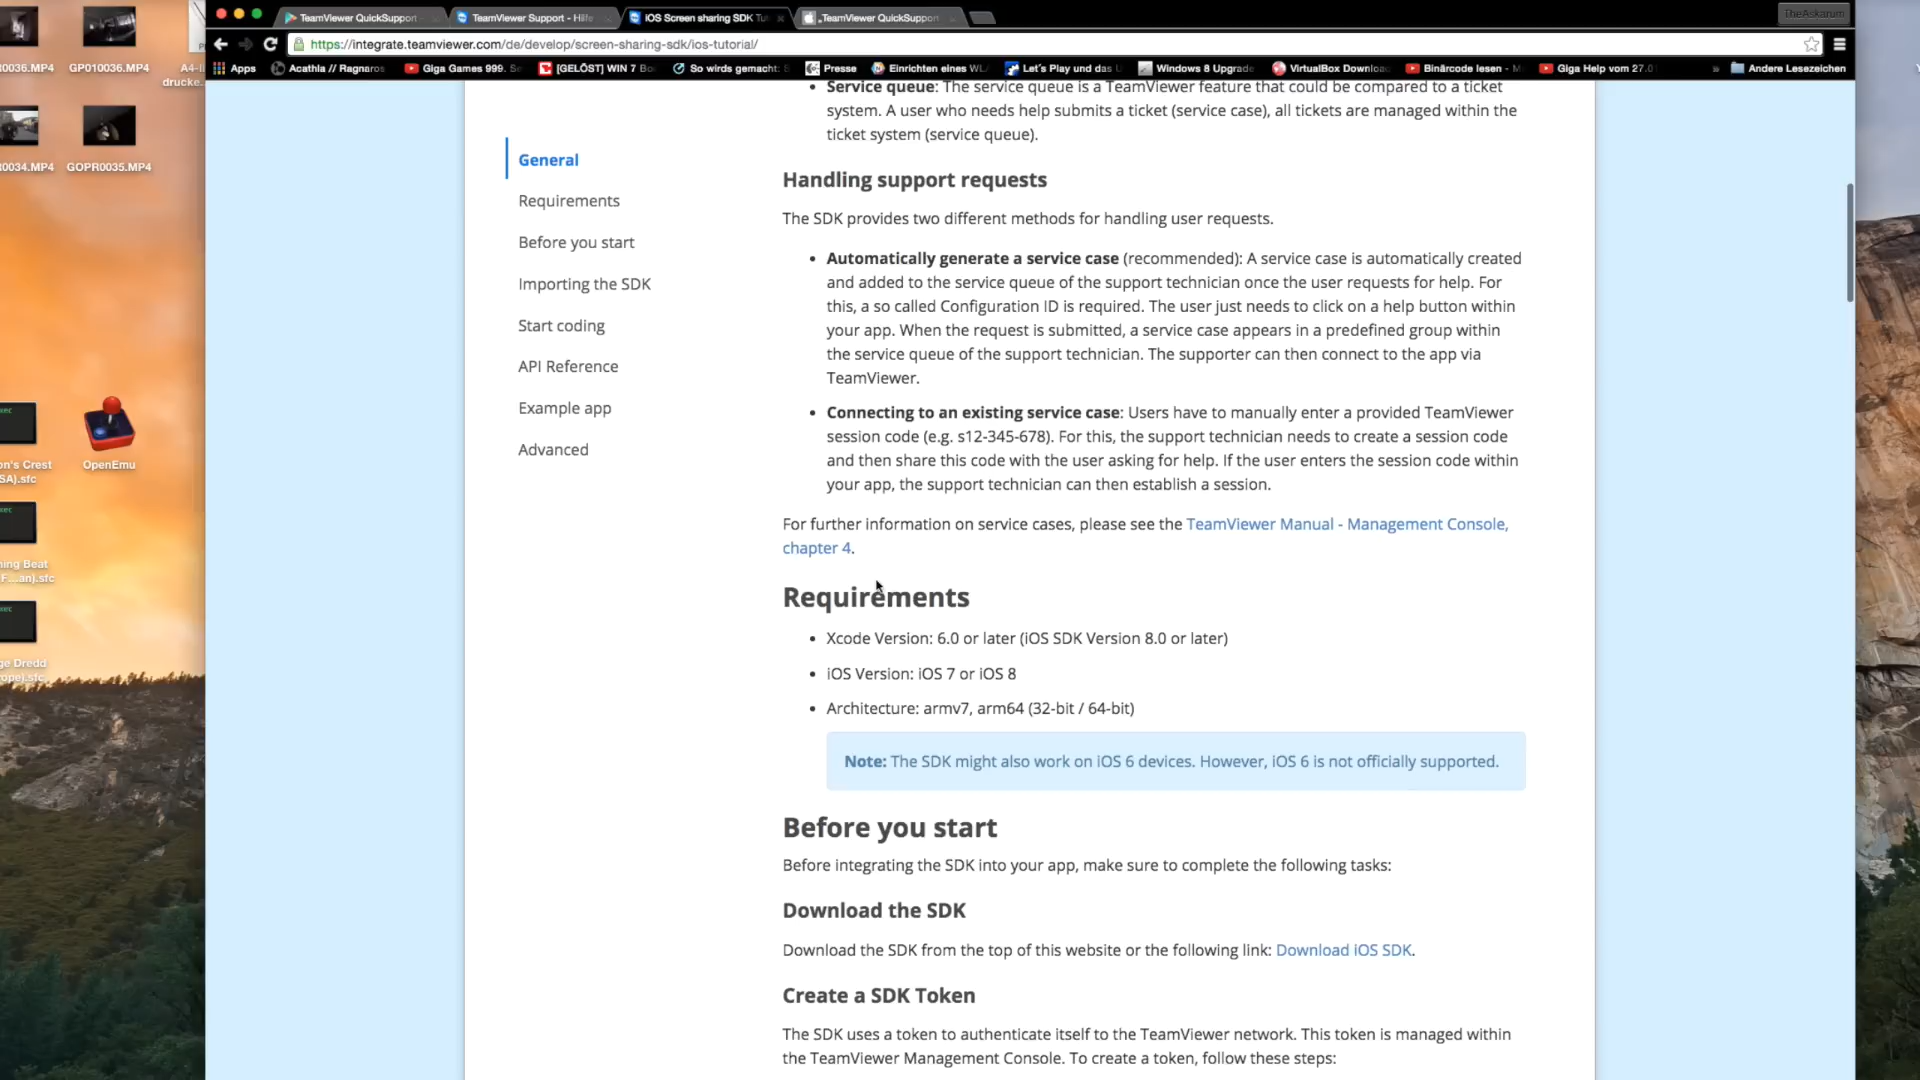 TeamViewer QuickSupport
TeamViewer Support - Hilfe
iOS Screen sharing SDK Tut
TeamViewer QuickSupport
TheAskarum
https://integrate.teamviewer.com/de/develop/screen-sharing-sdk/ios-tutorial/
Apps
Acathla // Ragnaros
Giga Games 999. S
[GELÖST] WIN 7 Bo
So wirds gemacht:
Presse
Einrichten eines WL
Let´s Play und das
Windows 8 Upgrade
VirtualBox Downloa
Binärcode lesen - M
Giga Help vom 27.0
»
Andere Lesezeichen
0036.MP4
GP010036.MP4
A4-
drucke..
0034.MP4
GOPR0035.MP4
on's Crest
SA).sfc
OpenEmu
ning Beat
F...an).sfc
ge Dredd
rope).sfc
General
Requirements
Before you start
Importing the SDK
Start coding
API Reference
Example app
Advanced
• Service queue: The service queue is a TeamViewer feature that could be compared to a ticket
system. A user who needs help submits a ticket (service case), all tickets are managed within the
ticket system (service queue).
Handling support requests
The SDK provides two different methods for handling user requests.
• Automatically generate a service case (recommended): A service case is automatically created
and added to the service queue of the support technician once the user requests for help. For
this, a so called Configuration ID is required. The user just needs to click on a help button within
your app. When the request is submitted, a service case appears in a predefined group within
the service queue of the support technician. The supporter can then connect to the app via
TeamViewer.
• Connecting to an existing service case: Users have to manually enter a provided TeamViewer
session code (e.g. s12-345-678). For this, the support technician needs to create a session code
and then share this code with the user asking for help. If the user enters the session code within
your app, the support technician can then establish a session.
For further information on service cases, please see the TeamViewer Manual - Management Console,
chapter 4.
Requirements
• Xcode Version: 6.0 or later (iOS SDK Version 8.0 or later)
• iOS Version: iOS 7 or iOS 8
• Architecture: armv7, arm64 (32-bit / 64-bit)
Note: The SDK might also work on iOS 6 devices. However, iOS 6 is not officially supported.
Before you start
Before integrating the SDK into your app, make sure to complete the following tasks:
Download the SDK
Download the SDK from the top of this website or the following link: Download iOS SDK.
Create a SDK Token
The SDK uses a token to authenticate itself to the TeamViewer network. This token is managed within
the TeamViewer Management Console. To create a token, follow these steps: